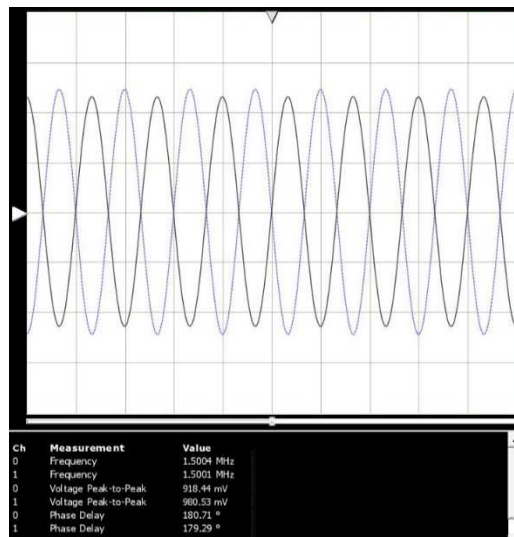 Ch Measurement Value
0 Frequency 1.5004 MHz
1 Frequency 1.5001 MHz
0 Voltage Peak-to-Peak 918.44 mV
1 Voltage Peak-to-Peak 980.53 mV
0 Phase Delay 180.71 °
1 Phase Delay 179.29 °